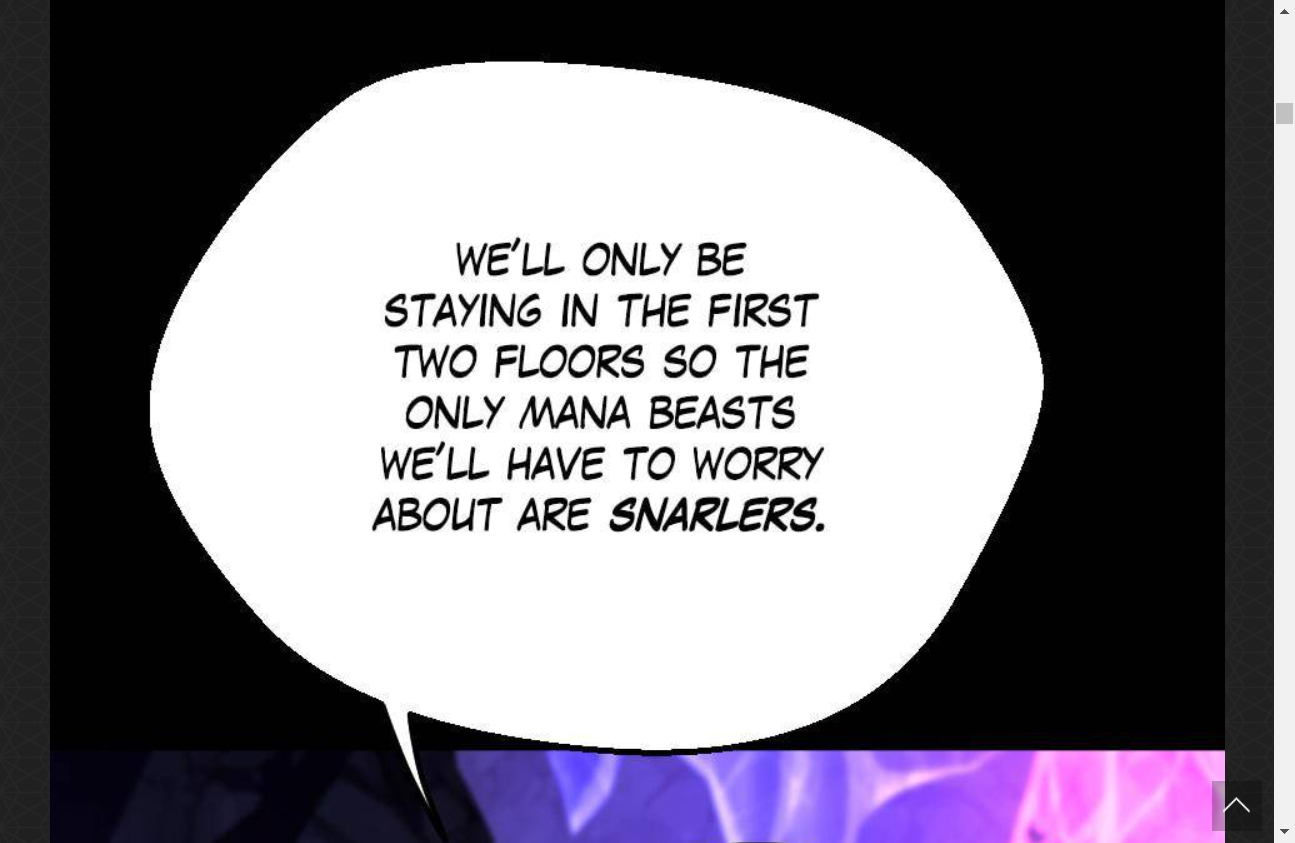 WE'LL ONLY BE
STAYING IN THE FIRST
TWO FLOORS SO THE
ONLY MANA BEASTS
WE'LL HAVE TO WORRY
ABOUT ARE SNARLERS.